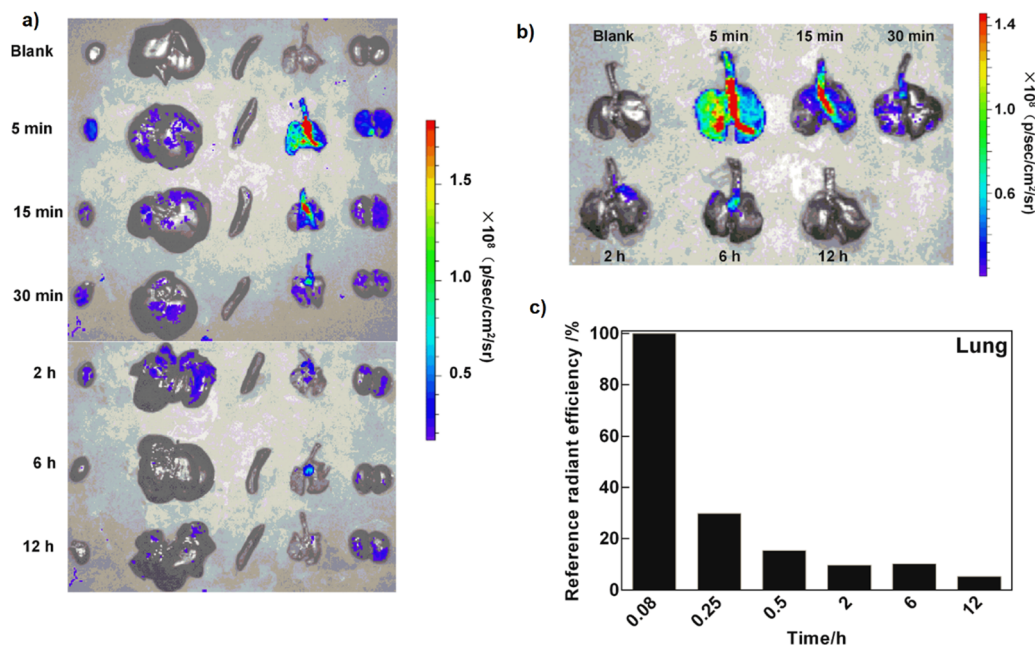 a)
Blank
5 min
15 min
30 min
2 h
6 h
12 h
1.5
1.0
0.5
×10⁸ (p/sec/cm²/sr)
b)
Blank 5 min 15 min 30 min
2 h 6 h 12 h
1.4
1.0
0.6
×10⁸ (p/sec/cm²/sr)
c)
Lung
Reference radiant efficiency /%
100
80
60
40
20
0
0.08 0.25 0.5 2 6 12
Time/h